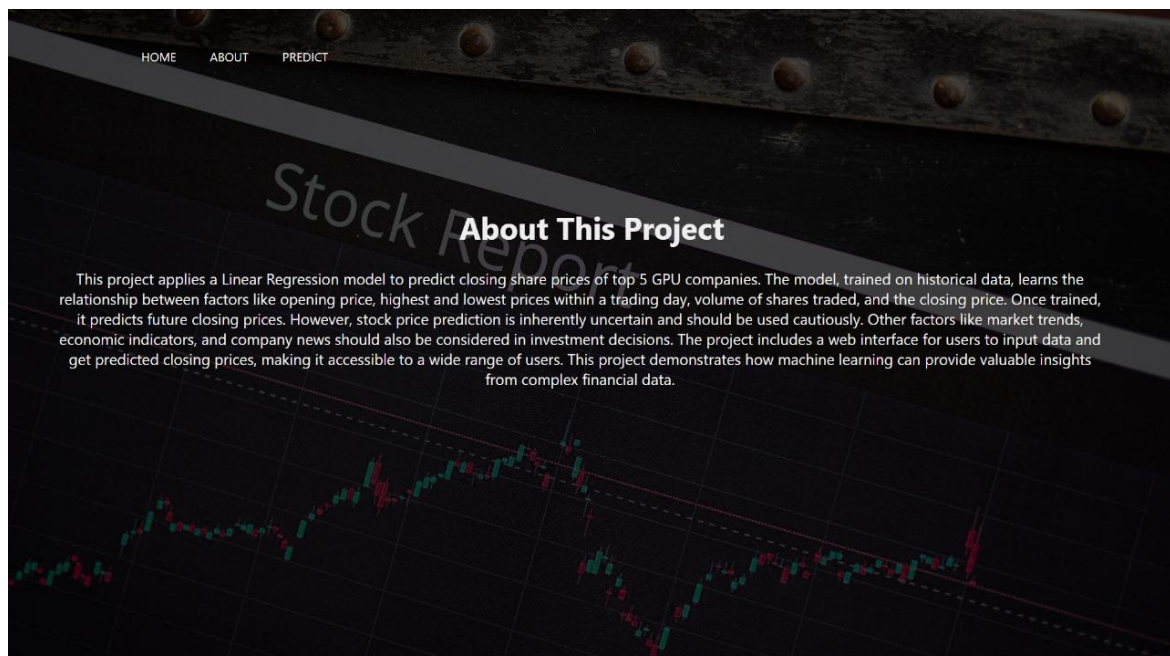 HOME ABOUT PREDICT
Stock Report
About This Project
This project applies a Linear Regression model to predict closing share prices of top 5 GPU companies. The model, trained on historical data, learns the
relationship between factors like opening price, highest and lowest prices within a trading day, volume of shares traded, and the closing price. Once trained,
it predicts future closing prices. However, stock price prediction is inherently uncertain and should be used cautiously. Other factors like market trends,
economic indicators, and company news should also be considered in investment decisions. The project includes a web interface for users to input data and
get predicted closing prices, making it accessible to a wide range of users. This project demonstrates how machine learning can provide valuable insights
from complex financial data.